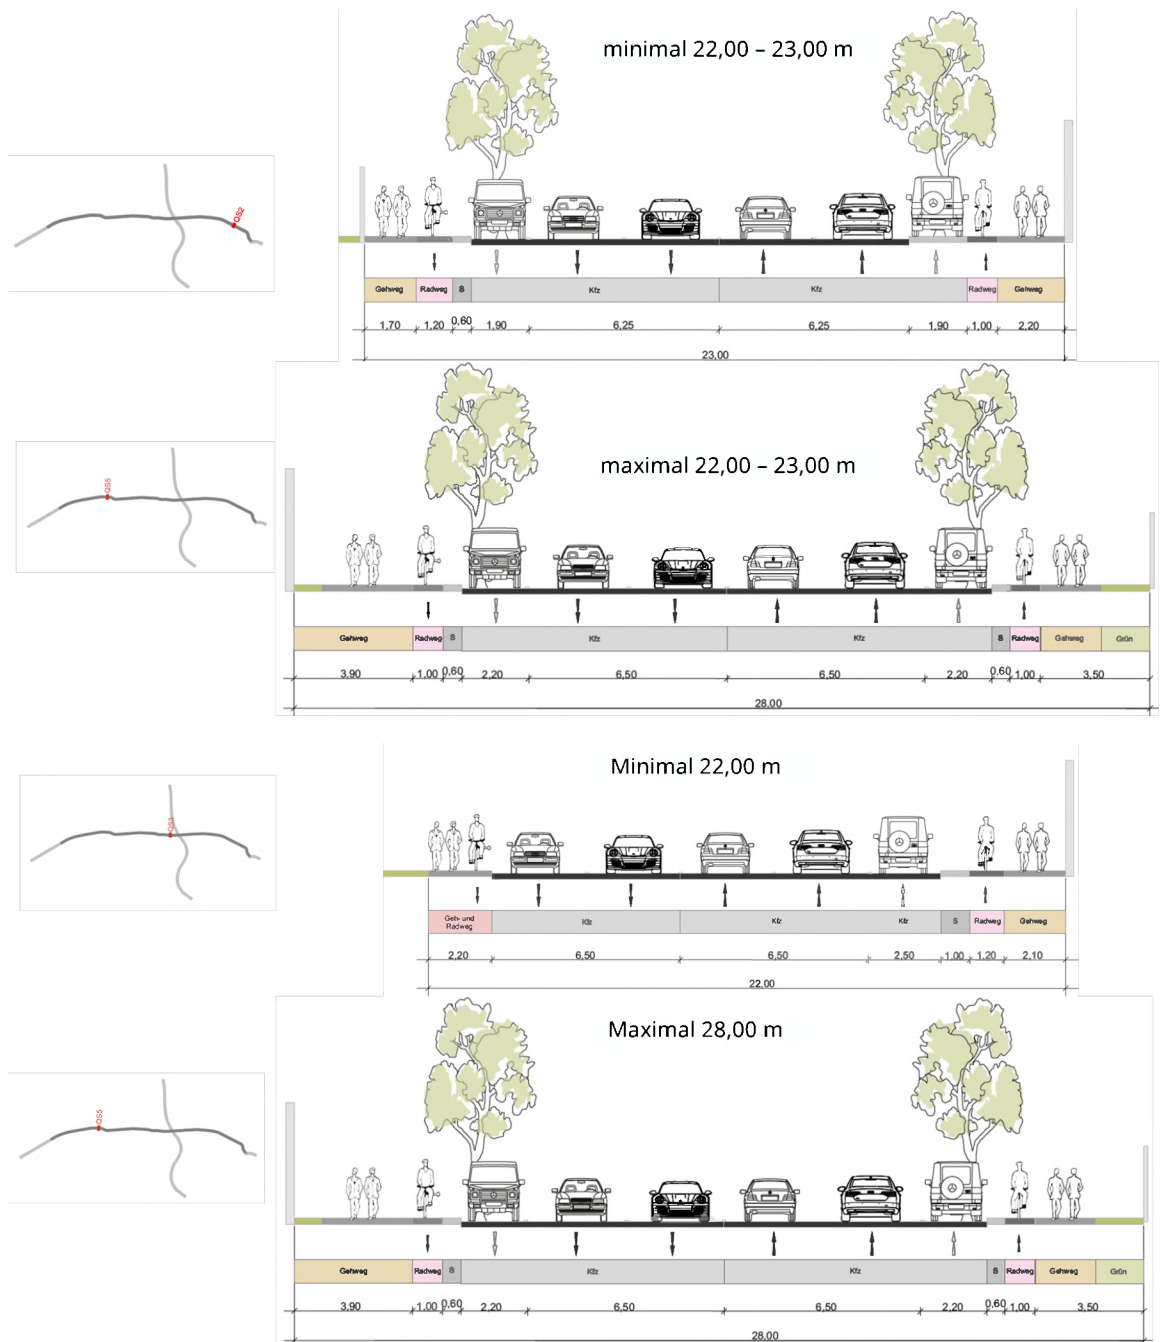 minimal 22,00 – 23,00 m
QS2
Gehweg Radweg S Kfz Kfz Radweg Gehweg
1,70 1,20 0,60 1,90 6,25 6,25 1,90 1,00 2,20
23,00
maximal 22,00 – 23,00 m
QS5
Gehweg Radweg S Kfz Kfz S Radweg Gehweg Grün
3,90 1,00 0,60 2,20 6,50 6,50 2,20 0,60 1,00 3,50
28,00
Minimal 22,00 m
QS3
Geh- und
Radweg
Kfz Kfz Kfz S Radweg Gehweg
2,20 6,50 6,50 2,50 1,00 1,20 2,10
22,00
Maximal 28,00 m
QS5
Gehweg Radweg S Kfz Kfz S Radweg Gehweg Grün
3,90 1,00 0,60 2,20 6,50 6,50 2,20 0,60 1,00 3,50
28,00